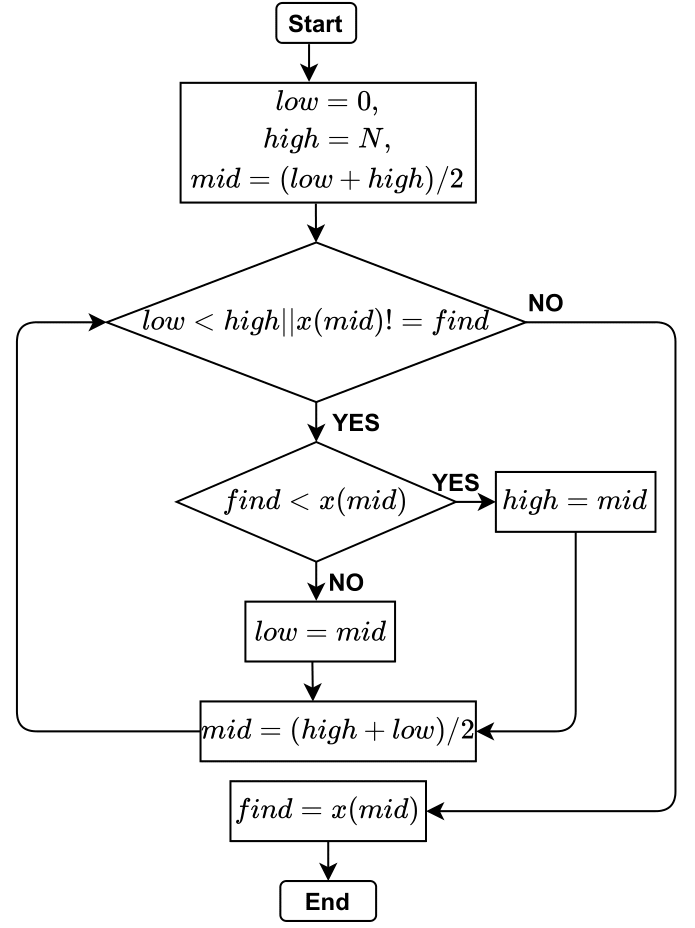 Start
low = 0,
high = N,
mid = (low + high)/2
low < high||x(mid)! = find
NO
YES
find < x(mid)
YES
high = mid
NO
low = mid
mid = (high + low)/2
find = x(mid)
End